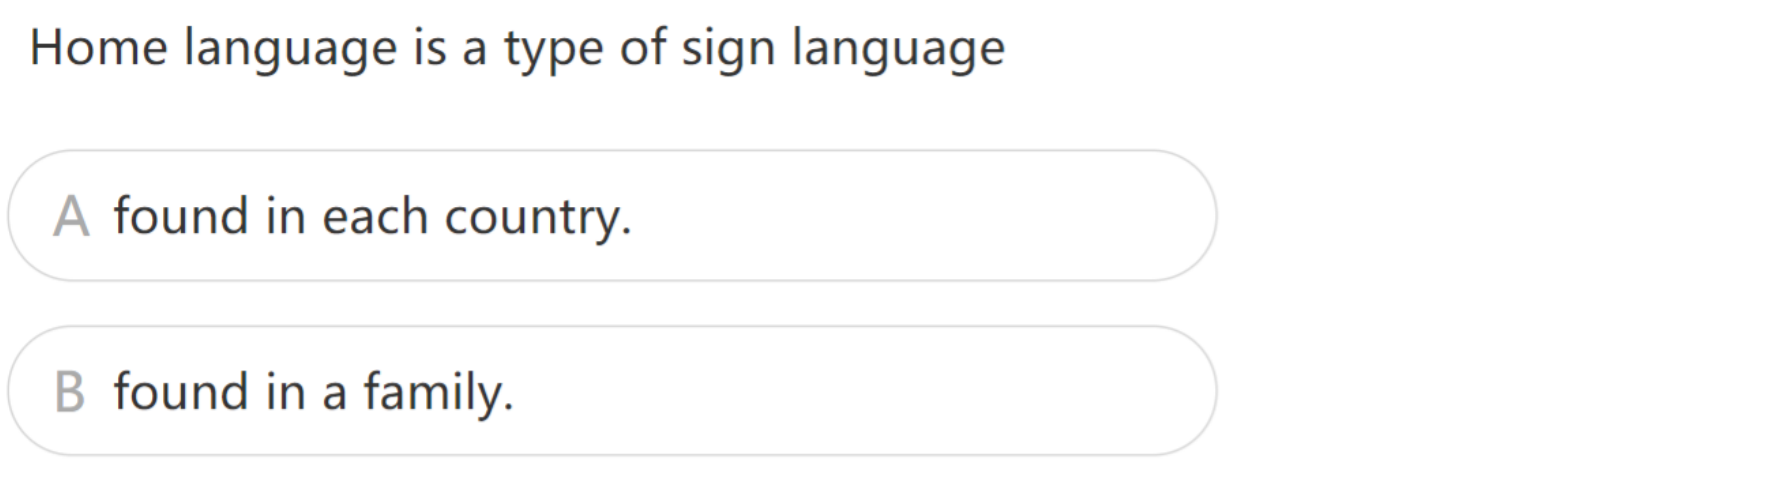 Home language is a type of sign language
A found in each country.
B found in a family.